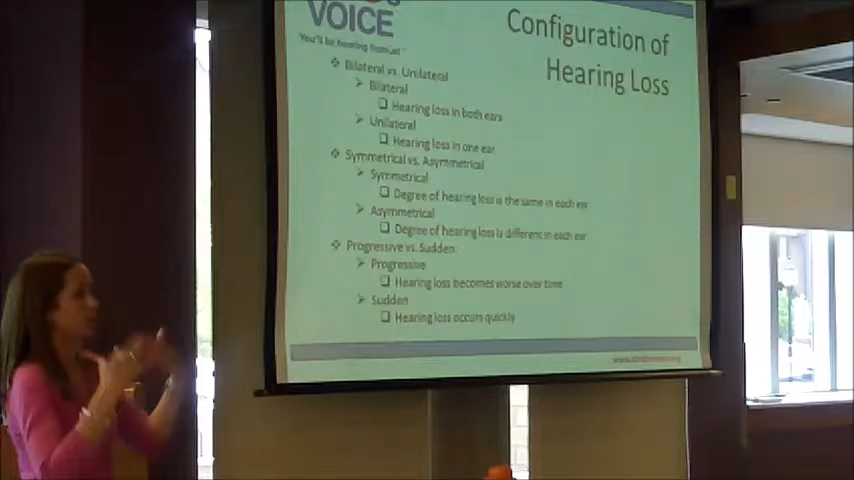 VOICE
You'll be hearing from us!
Configuration of
Hearing Loss
Bilateral vs. Unilateral
Bilateral
Hearing loss in both ears
Unilateral
Hearing loss in one ear
Symmetrical vs. Asymmetrical
Symmetrical
Degree of hearing loss is the same in each ear
Asymmetrical
Degree of hearing loss is different in each ear
Progressive vs. Sudden
Progressive
Hearing loss becomes worse over time
Sudden
Hearing loss occurs quickly